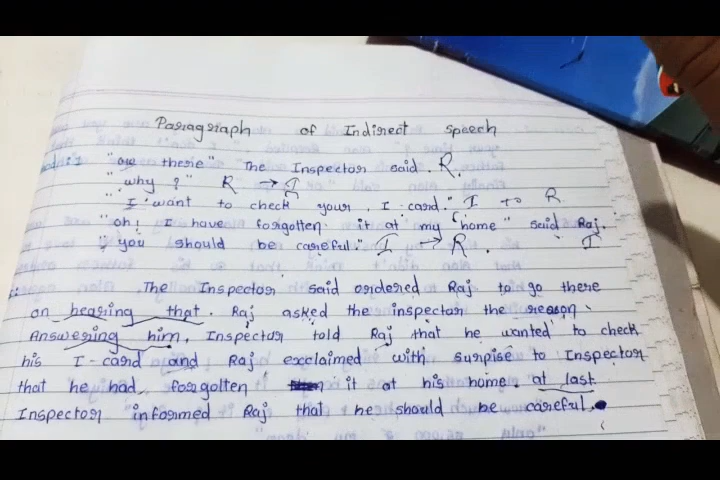 Paragraph of Indirect speech
"Go there" The Inspector said. R.
"why?" R → I
"I want to check your I-card." I to R
"oh! I have forgotten it at my home" said Raj.
"you should be careful." I → R. I
The Inspector said ordered Raj to go there
on hearing that. Raj asked the inspector the reason.
Answering him, Inspector told Raj that he wanted to check
his I-card and Raj exclaimed with surpise to Inspector
that he had forgotten it at his home at last
Inspector informed Raj that he should be careful.